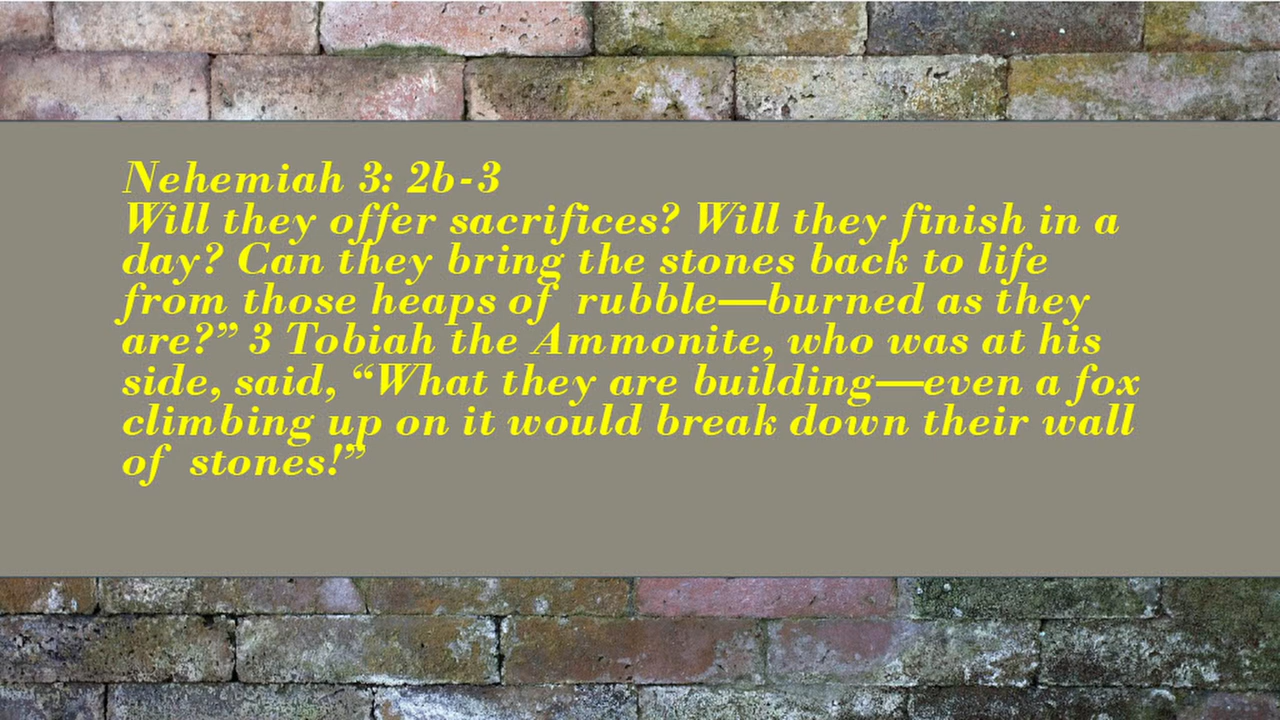 Nehemiah 3: 2b-3
Will they offer sacrifices? Will they finish in a
day? Can they bring the stones back to life
from those heaps of rubble—burned as they
are?” 3 Tobiah the Ammonite, who was at his
side, said, “What they are building—even a fox
climbing up on it would break down their wall
of stones!”